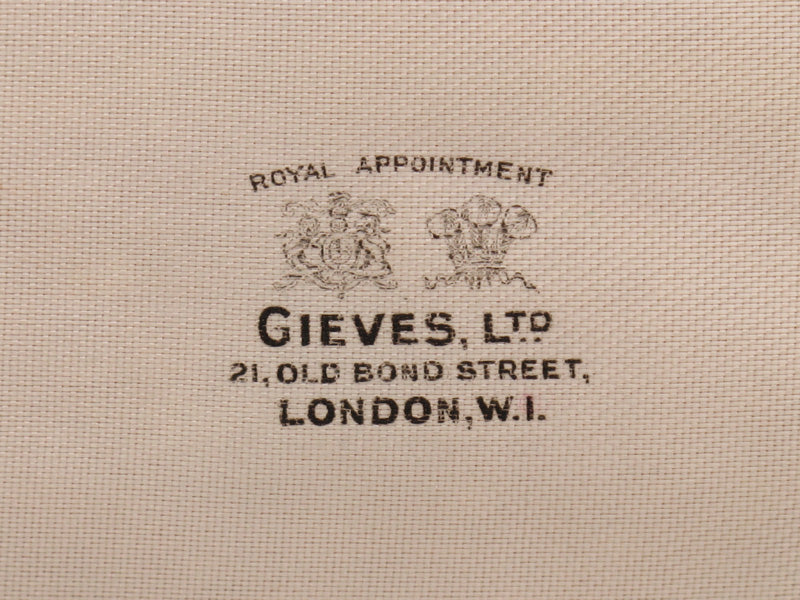 ROYAL APPOINTMENT
GIEVES, LTD
21, OLD BOND STREET,
LONDON, W.1.